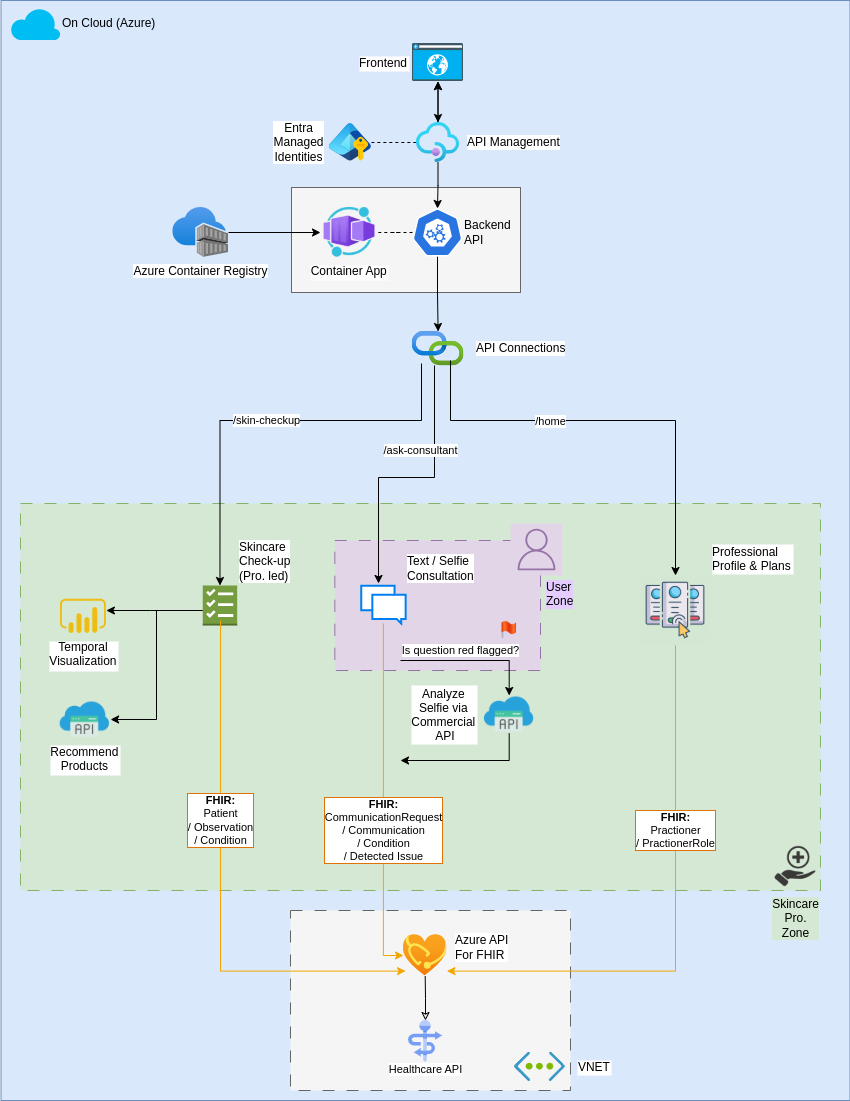 On Cloud (Azure)
Frontend
Entra
Managed
Identities
API Management
Backend
API
Azure Container Registry
Container App
API Connections
/skin-checkup
/home
/ask-consultant
Skincare
Check-up
(Pro. led)
Text / Selfie
Consultation
Professional
Profile & Plans
User
Zone
Temporal
Visualization
Is question red flagged?
Analyze
Selfie via
Commercial
API
API
API
Recommend
Products
FHIR:
Patient
/ Observation
/ Condition
FHIR:
CommunicationRequest
/ Communication
/ Condition
/ Detected Issue
FHIR:
Practioner
/ PractionerRole
Skincare
Pro.
Zone
Azure API
For FHIR
Healthcare API
VNET